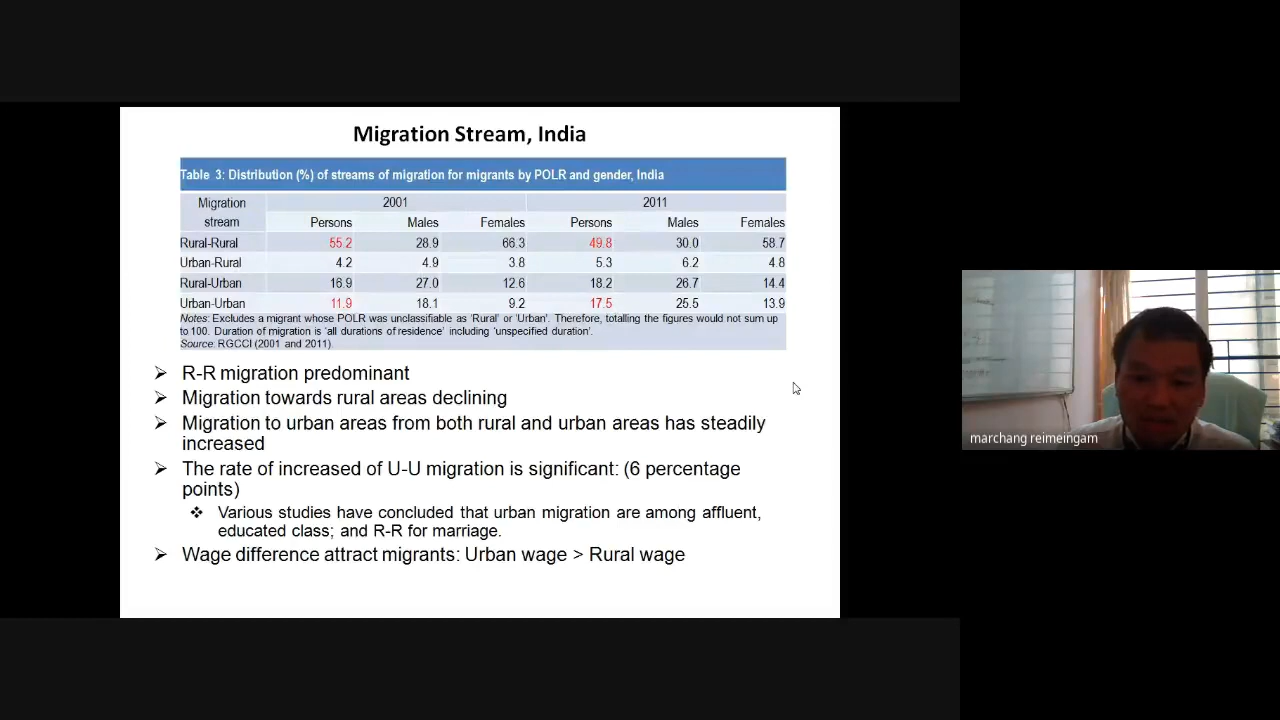 Migration Stream, India
Table 3: Distribution (%) of streams of migration for migrants by POLR and gender, India
Migration stream 2001 2011
Persons Males Females Persons Males Females
Rural-Rural 55.2 28.9 66.3 49.8 30.0 58.7
Urban-Rural 4.2 4.9 3.8 5.3 6.2 4.8
Rural-Urban 16.9 27.0 12.6 18.2 26.7 14.4
Urban-Urban 11.9 18.1 9.2 17.5 25.5 13.9
Notes: Excludes a migrant whose POLR was unclassifiable as 'Rural' or 'Urban'. Therefore, totalling the figures would not sum up
to 100. Duration of migration is 'all durations of residence' including 'unspecified duration'.
Source: RGCCI (2001 and 2011).
➢ R-R migration predominant
➢ Migration towards rural areas declining
➢ Migration to urban areas from both rural and urban areas has steadily
increased
➢ The rate of increased of U-U migration is significant: (6 percentage
points)
❖ Various studies have concluded that urban migration are among affluent,
educated class; and R-R for marriage.
➢ Wage difference attract migrants: Urban wage > Rural wage
marchang reimeingam